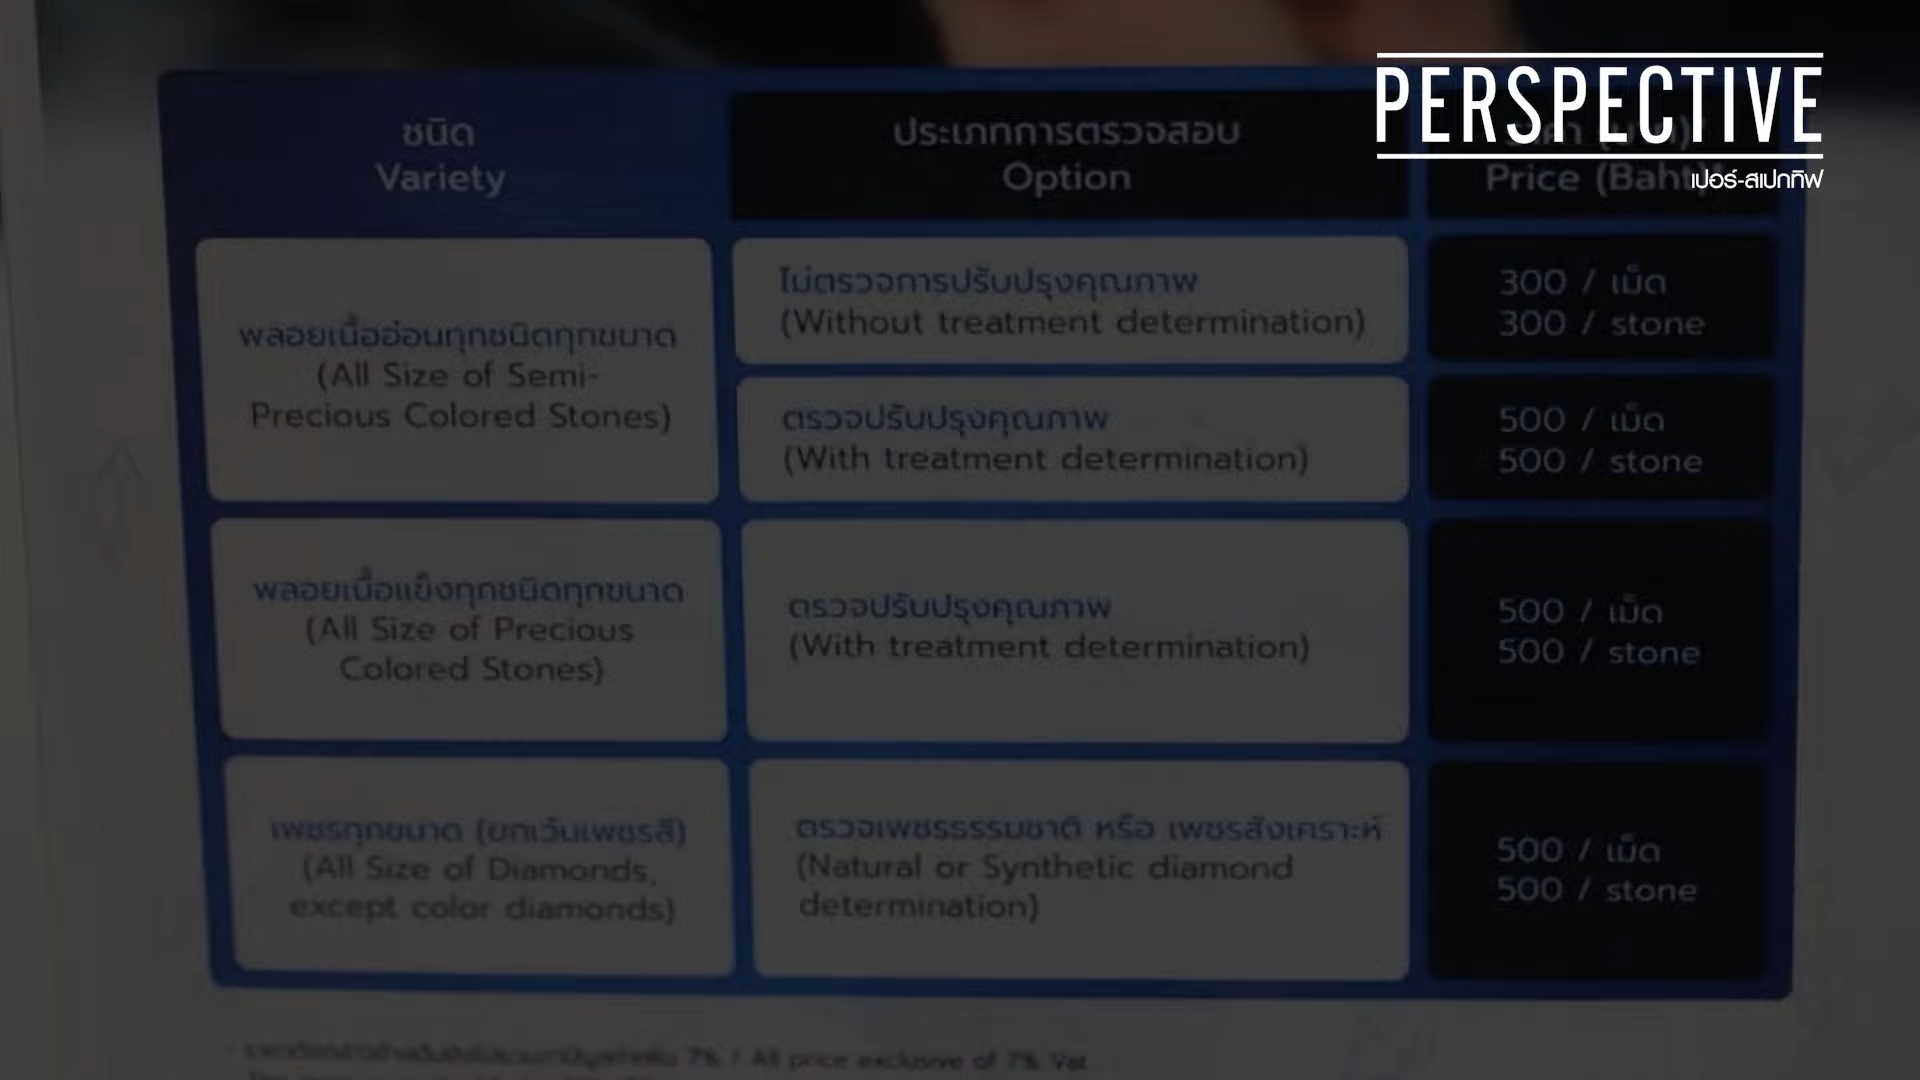 PERSPECTIVE
เปอร์-สเปกทิฟ
ชนิด
Variety
ประเภทการตรวจสอบ
Option
ราคา (บาท)
Price (Baht)*
พลอยเนื้ออ่อนทุกชนิดทุกขนาด
(All Size of Semi-
Precious Colored Stones)
ไม่ตรวจการปรับปรุงคุณภาพ
(Without treatment determination)
300 / เม็ด
300 / stone
ตรวจปรับปรุงคุณภาพ
(With treatment determination)
500 / เม็ด
500 / stone
พลอยเนื้อแข็งทุกชนิดทุกขนาด
(All Size of Precious
Colored Stones)
ตรวจปรับปรุงคุณภาพ
(With treatment determination)
500 / เม็ด
500 / stone
เพชรทุกขนาด (ยกเว้นเพชรสี)
(All Size of Diamonds,
except color diamonds)
ตรวจเพชรธรรมชาติ หรือ เพชรสังเคราะห์
(Natural or Synthetic diamond
determination)
500 / เม็ด
500 / stone
7% / All price exclusive of 7% Vat